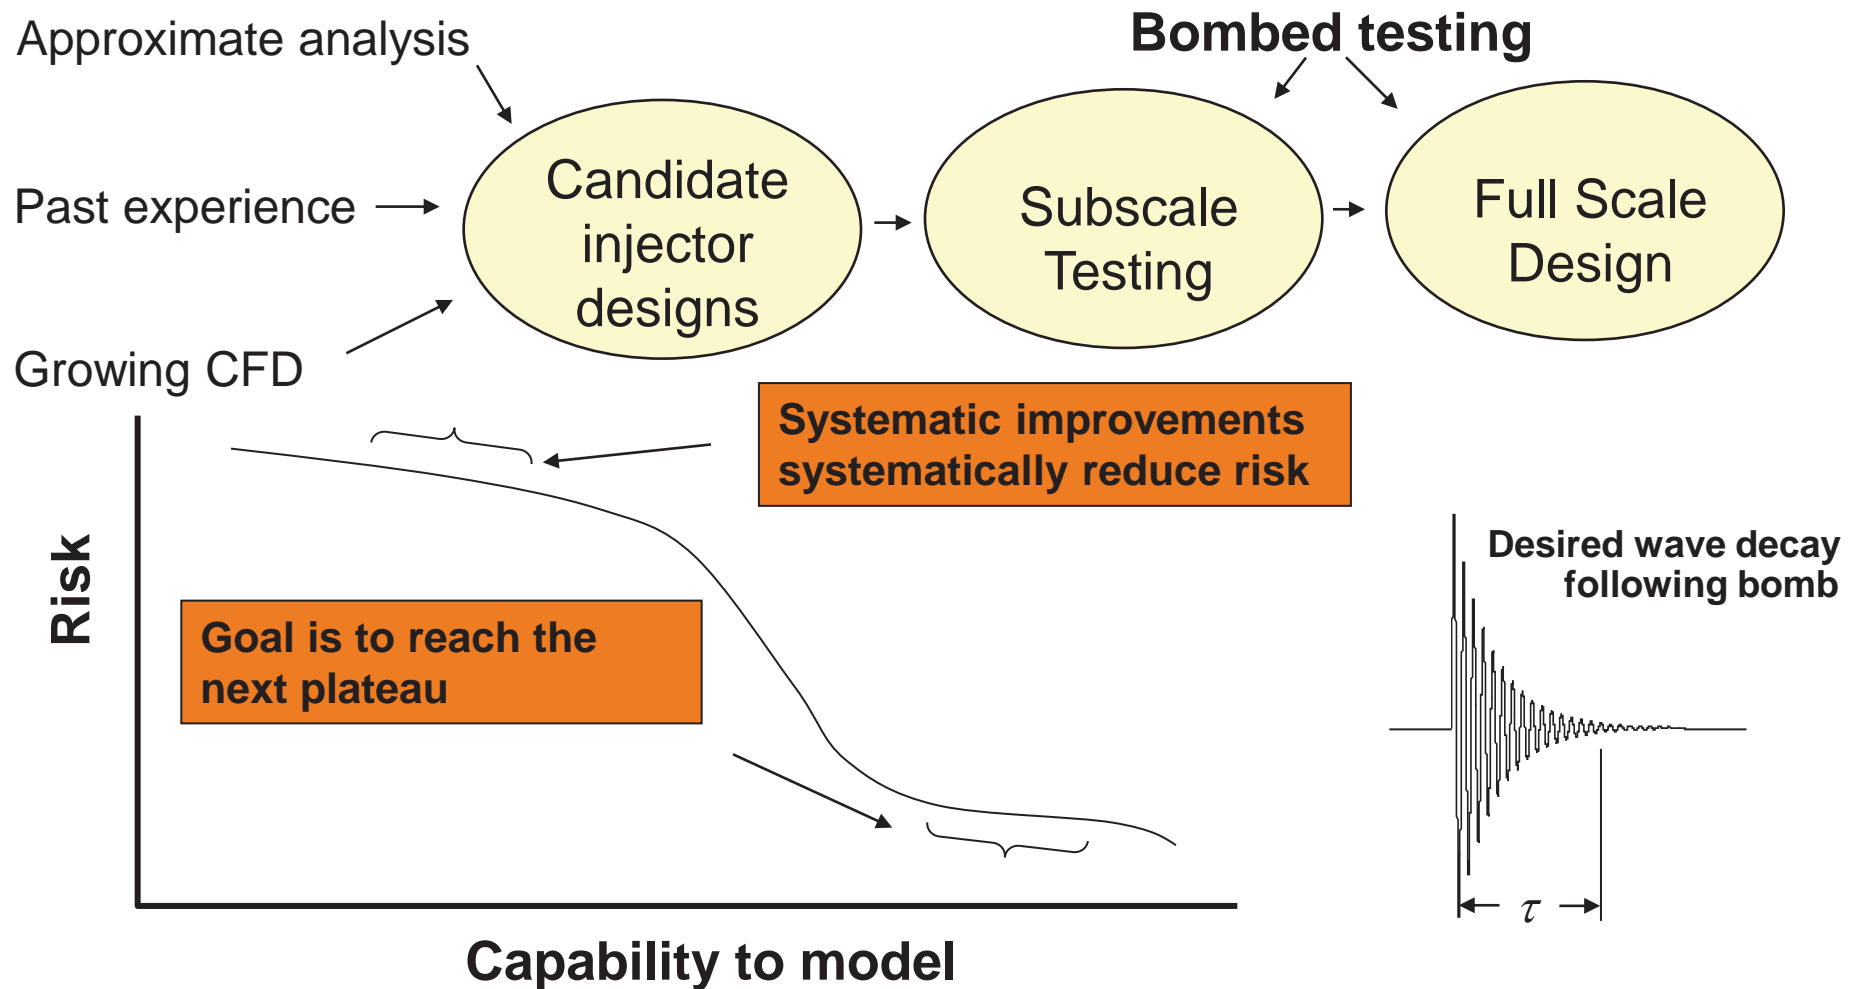 Approximate analysis
Bombed testing
Past experience
Candidate
injector
designs
Subscale
Testing
Full Scale
Design
Growing CFD
Systematic improvements
systematically reduce risk
Risk
Goal is to reach the
next plateau
Desired wave decay
following bomb
τ
Capability to model